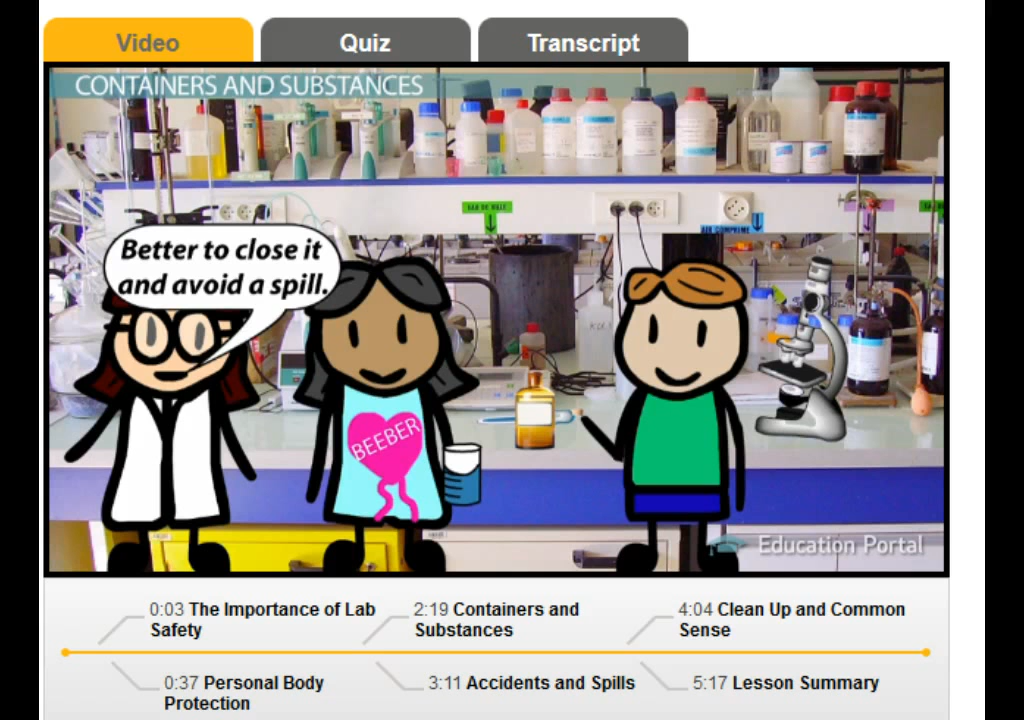 Video
Quiz
Transcript
CONTAINERS AND SUBSTANCES
Better to close it
and avoid a spill.
BEEBER
AIR COMPRIME
Education Portal
0:03 The Importance of Lab
Safety
2:19 Containers and
Substances
4:04 Clean Up and Common
Sense
0:37 Personal Body
Protection
3:11 Accidents and Spills
5:17 Lesson Summary